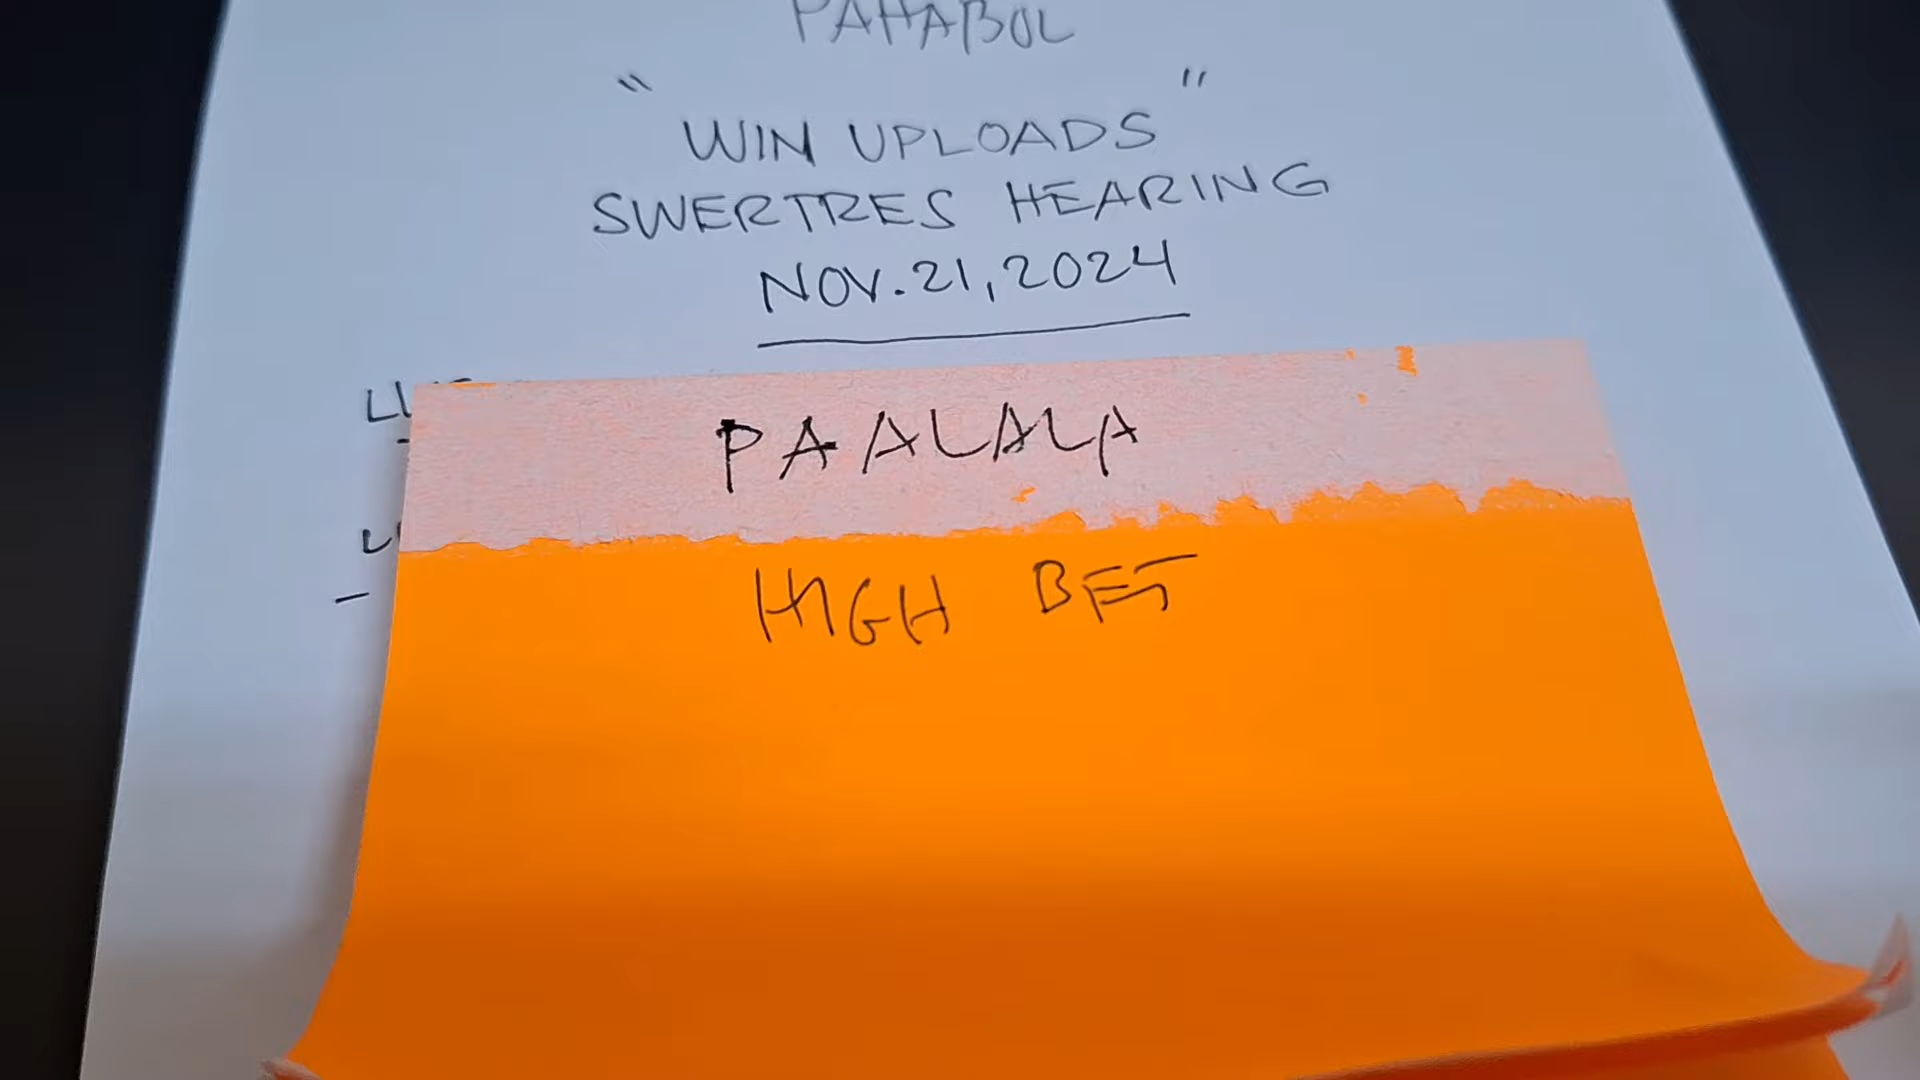 PAHABOL
" "
WIN UPLOADS
SWERTRES HEARING
NOV. 21, 2024
PAALALA
HIGH BET